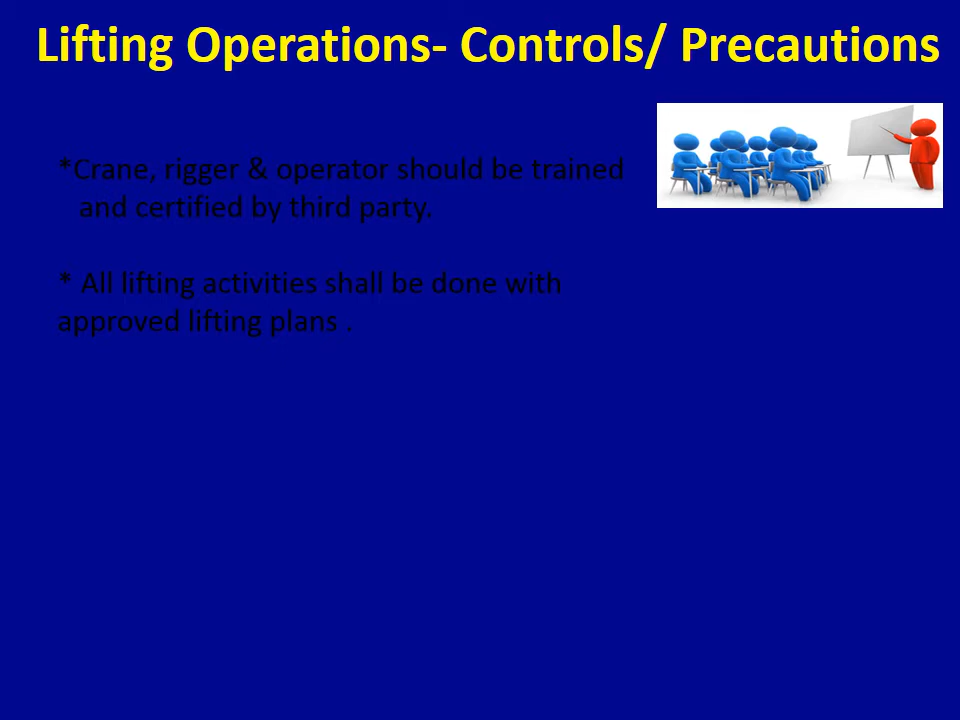 Lifting Operations- Controls/ Precautions
*Crane, rigger & operator should be trained
and certified by third party.
* All lifting activities shall be done with
approved lifting plans .